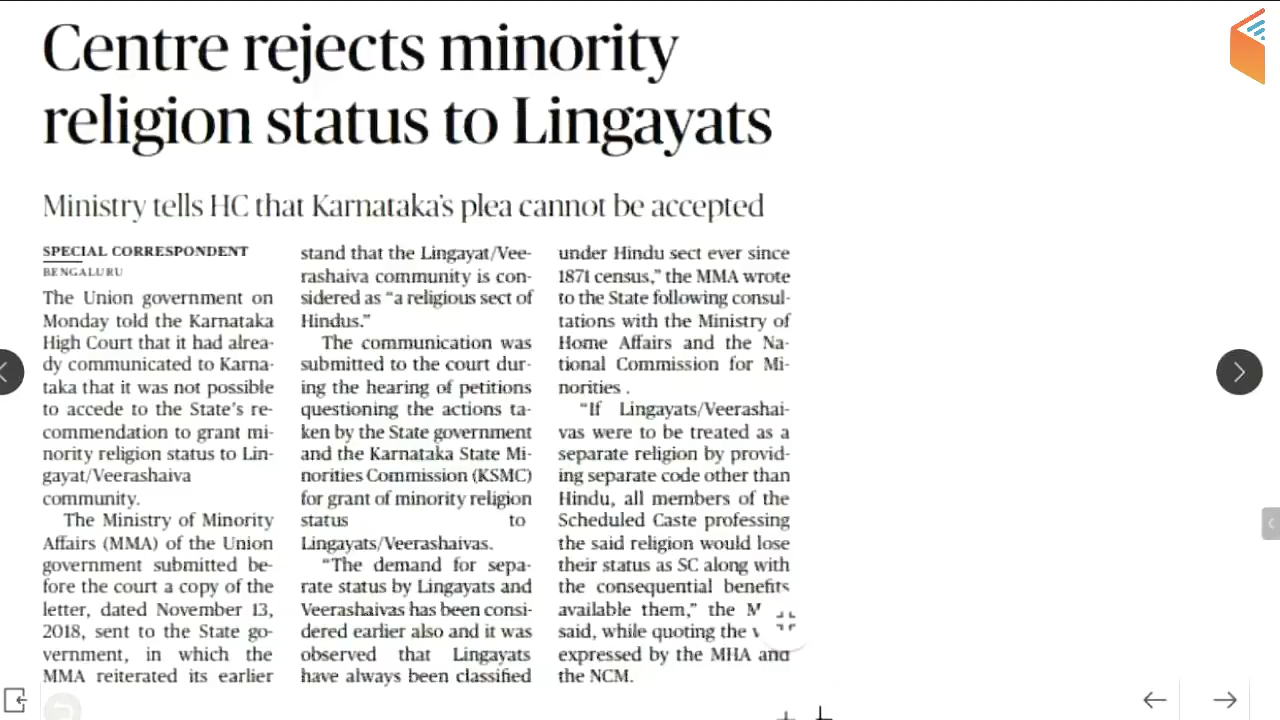 Centre rejects minority
religion status to Lingayats
Ministry tells HC that Karnataka's plea cannot be accepted
SPECIAL CORRESPONDENT
BENGALURU
The Union government on
Monday told the Karnataka
High Court that it had alrea-
dy communicated to Karna-
taka that it was not possible
to accede to the State's re-
commendation to grant mi-
nority religion status to Lin-
gayat/Veerashaiva
community.
The Ministry of Minority
Affairs (MMA) of the Union
government submitted be-
fore the court a copy of the
letter, dated November 13,
2018, sent to the State go-
vernment, in which the
MMA reiterated its earlier
stand that the Lingayat/Vee-
rashaiva community is con-
sidered as "a religious sect of
Hindus."
The communication was
submitted to the court dur-
ing the hearing of petitions
questioning the actions ta-
ken by the State government
and the Karnataka State Mi-
norities Commission (KSMC)
for grant of minority religion
status to
Lingayats/Veerashaivas.
"The demand for sepa-
rate status by Lingayats and
Veerashaivas has been consi-
dered earlier also and it was
observed that Lingayats
have always been classified
under Hindu sect ever since
1871 census," the MMA wrote
to the State following consul-
tations with the Ministry of
Home Affairs and the Na-
tional Commission for Mi-
norities .
"If Lingayats/Veerashai-
vas were to be treated as a
separate religion by provid-
ing separate code other than
Hindu, all members of the
Scheduled Caste professing
the said religion would lose
their status as SC along with
the consequential benefits
available them," the
said, while quoting the
expressed by the MHA and
the NCM.